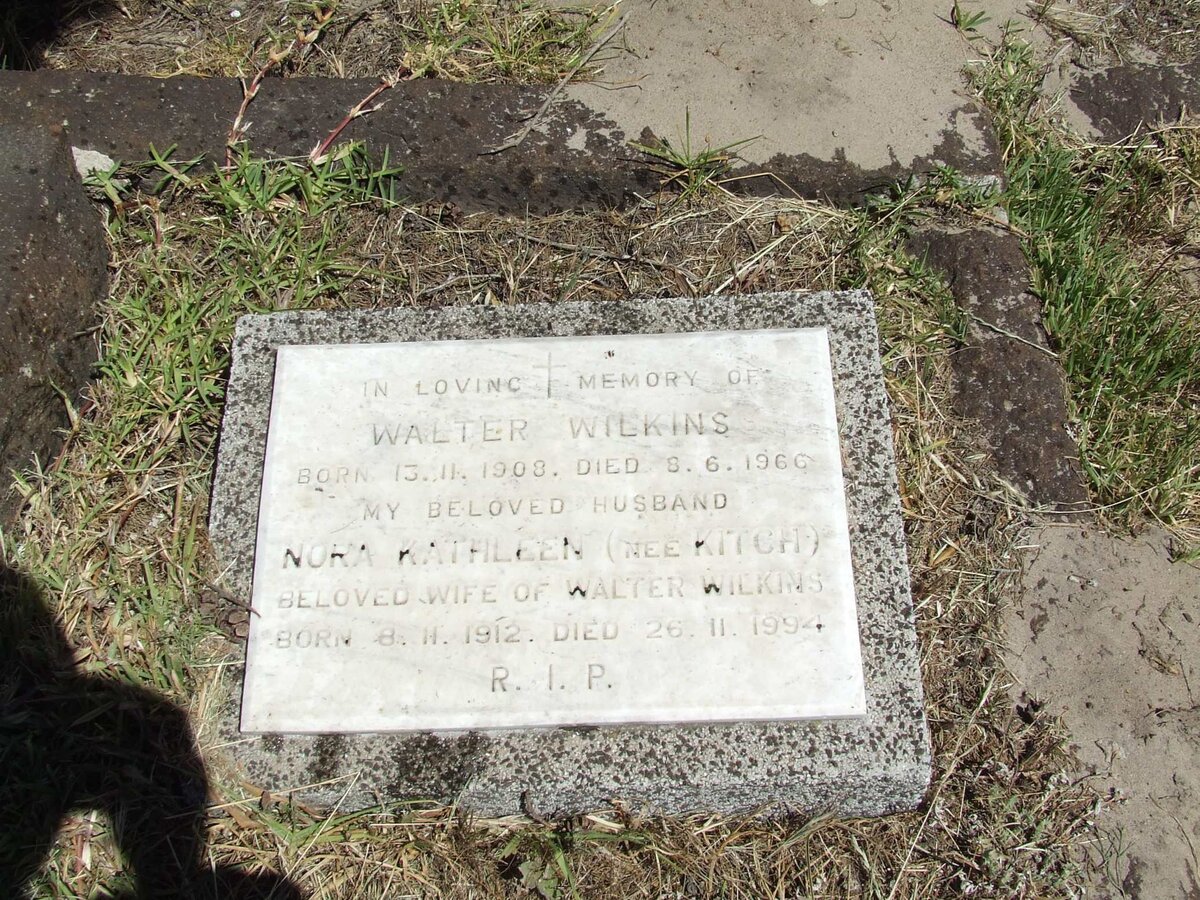 IN LOVING MEMORY OF
WALTER WILKINS
BORN 13.11.1908. DIED 8.6.1966
MY BELOVED HUSBAND
NORA KATHLEEN (NEE KITCH)
BELOVED WIFE OF WALTER WILKINS
BORN 8.11.1912. DIED 26.11.1994
R.I.P.